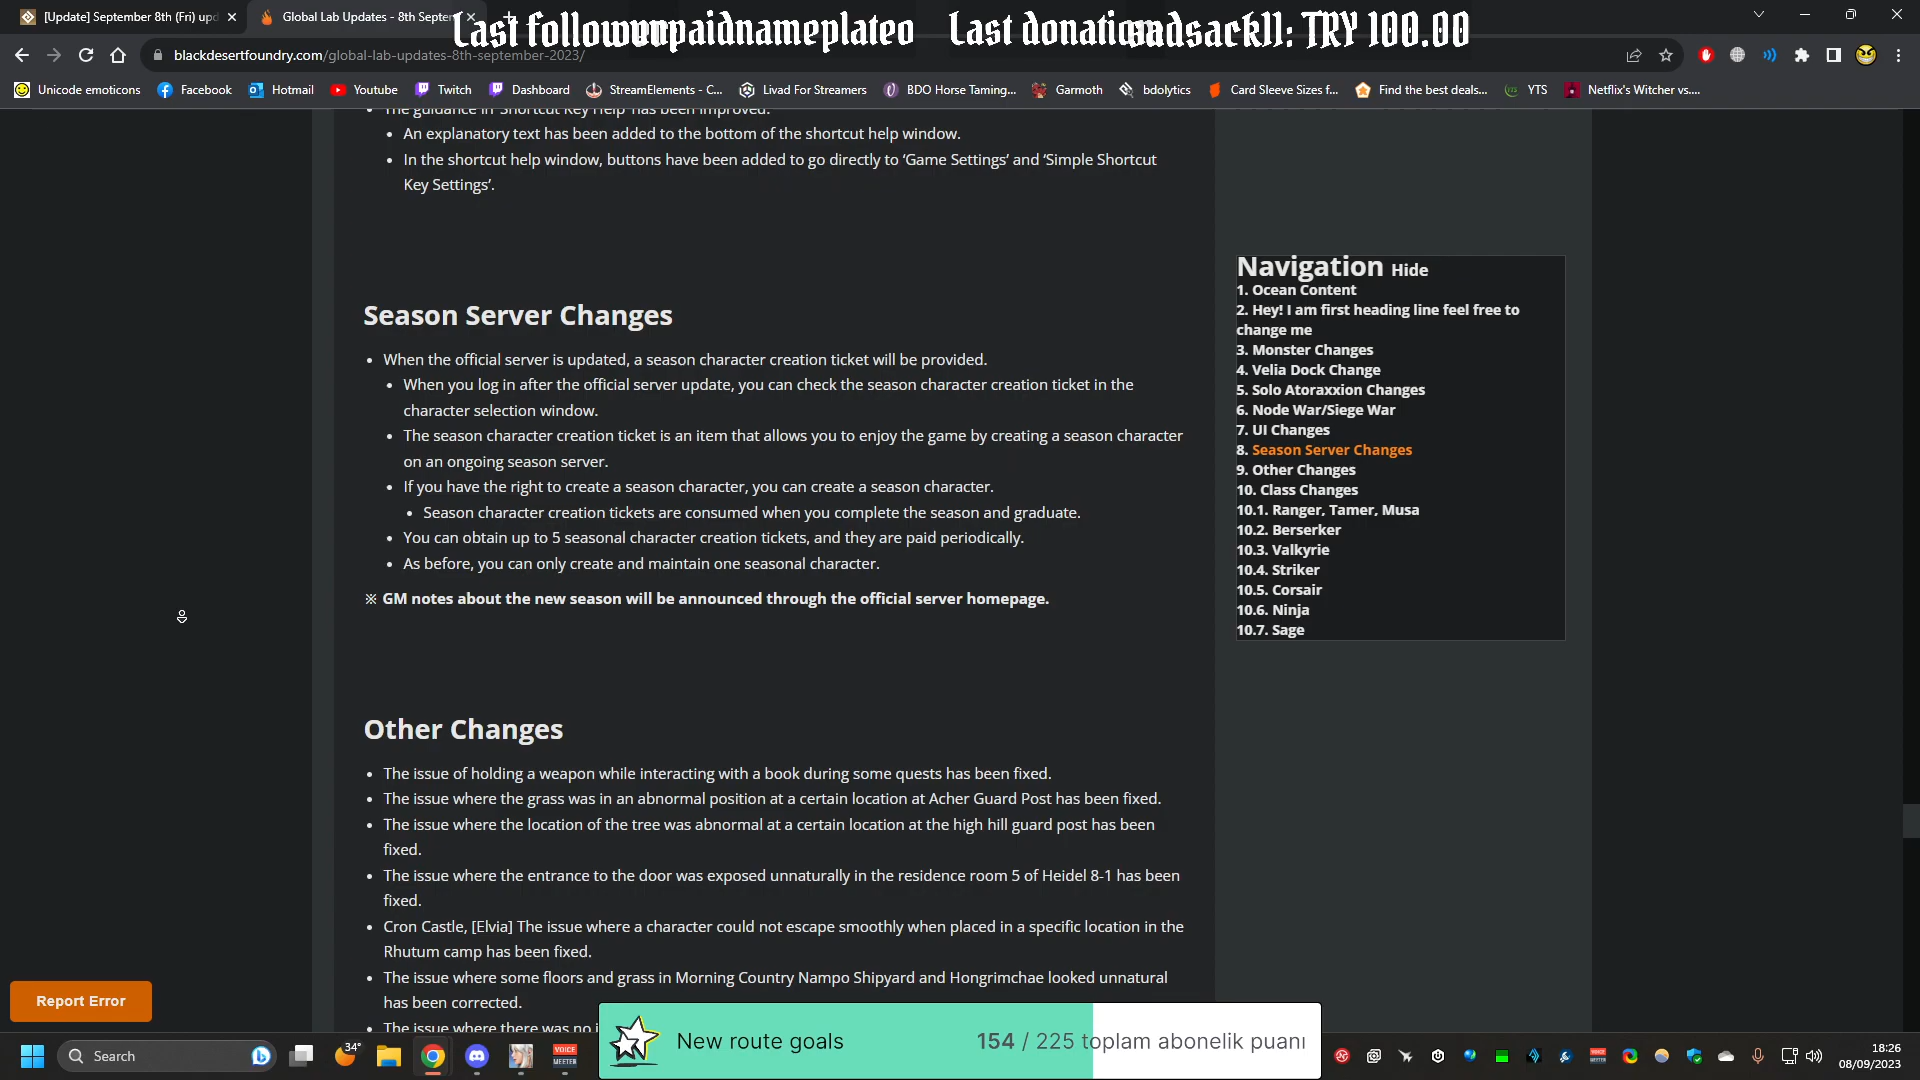 [Update] September 8th (Fri) upd
Global Lab Updates - 8th Septer
Last follower
Last donation
sadsack11: TRY 100.00
blackdesertfoundry.com/global-lab-updates-8th-september-2023/
Unicode emoticons
Facebook
Hotmail
Youtube
Twitch
Dashboard
StreamElements - C...
Livad For Streamers
BDO Horse Taming...
Garmoth
bdolytics
Card Sleeve Sizes f...
Find the best deals...
YTS
Netflix's Witcher vs....
The guidance in 'Shortcut Key Help' has been improved.
An explanatory text has been added to the bottom of the shortcut help window.
In the shortcut help window, buttons have been added to go directly to ‘Game Settings’ and ‘Simple Shortcut
Key Settings’.
Season Server Changes
When the official server is updated, a season character creation ticket will be provided.
When you log in after the official server update, you can check the season character creation ticket in the
character selection window.
The season character creation ticket is an item that allows you to enjoy the game by creating a season character
on an ongoing season server.
If you have the right to create a season character, you can create a season character.
Season character creation tickets are consumed when you complete the season and graduate.
You can obtain up to 5 seasonal character creation tickets, and they are paid periodically.
As before, you can only create and maintain one seasonal character.
※ GM notes about the new season will be announced through the official server homepage.
Other Changes
The issue of holding a weapon while interacting with a book during some quests has been fixed.
The issue where the grass was in an abnormal position at a certain location at Acher Guard Post has been fixed.
The issue where the location of the tree was abnormal at a certain location at the high hill guard post has been
fixed.
The issue where the entrance to the door was exposed unnaturally in the residence room 5 of Heidel 8-1 has been
fixed.
Cron Castle, [Elvia] The issue where a character could not escape smoothly when placed in a specific location in the
Rhutum camp has been fixed.
The issue where some floors and grass in Morning Country Nampo Shipyard and Hongrimchae looked unnatural
has been corrected.
The issue where there was no i
Navigation Hide
1. Ocean Content
2. Hey! I am first heading line feel free to
change me
3. Monster Changes
4. Velia Dock Change
5. Solo Atoraxxion Changes
6. Node War/Siege War
7. UI Changes
8. Season Server Changes
9. Other Changes
10. Class Changes
10.1. Ranger, Tamer, Musa
10.2. Berserker
10.3. Valkyrie
10.4. Striker
10.5. Corsair
10.6. Ninja
10.7. Sage
Report Error
New route goals
154 / 225 toplam abonelik puanı
Search
34°
VOICE
MEETER
18:26
08/09/2023